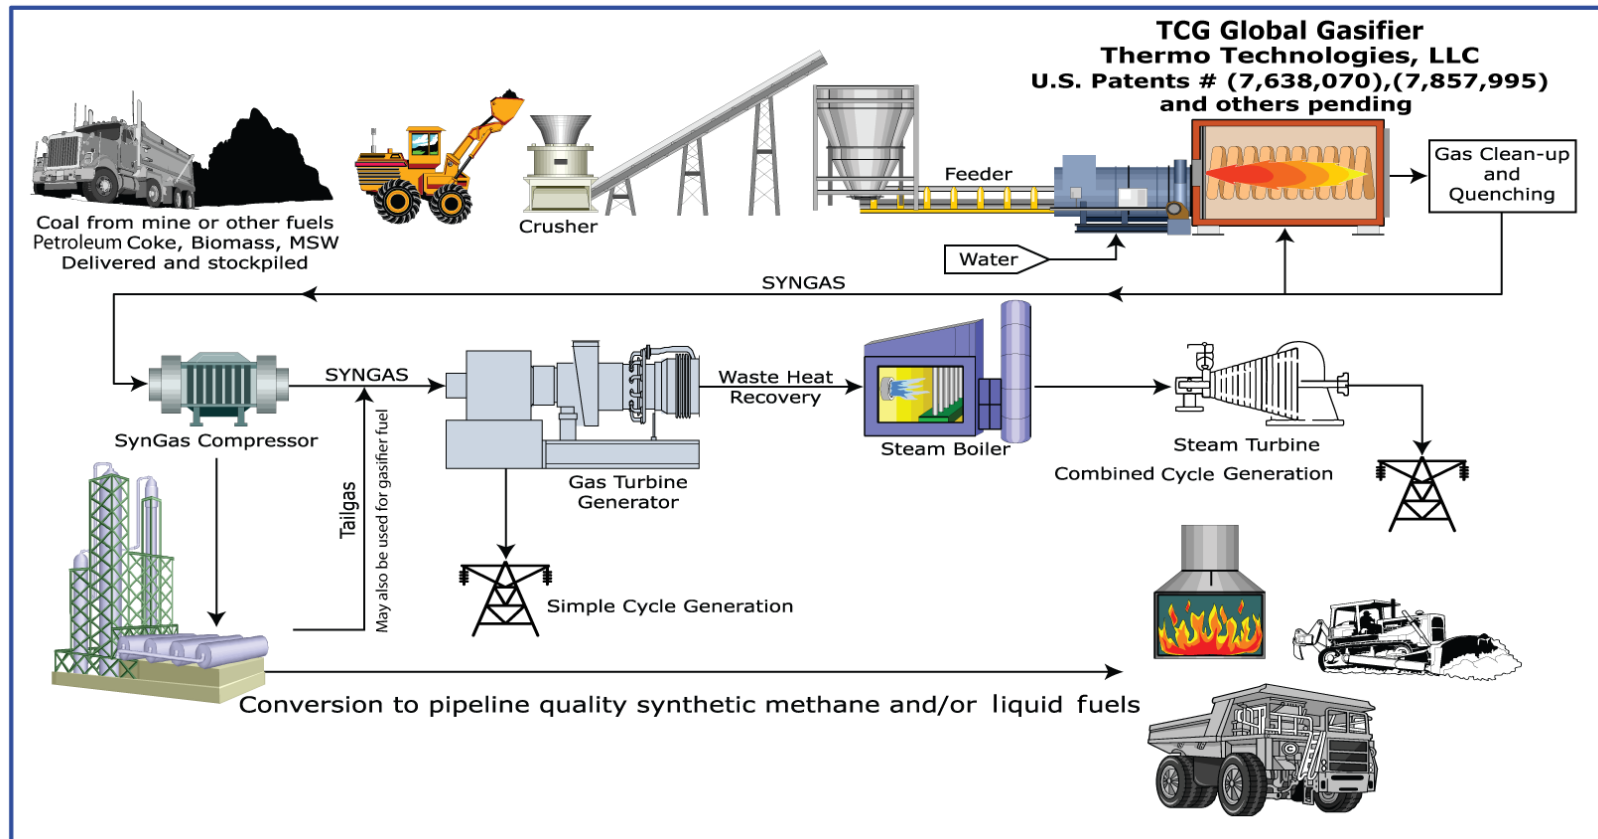 TCG Global Gasifier
Thermo Technologies, LLC
U.S. Patents # (7,638,070),(7,857,995)
and others pending
Coal from mine or other fuels
Petroleum Coke, Biomass, MSW
Delivered and stockpiled
Crusher
Feeder
Water
Gas Clean-up
and
Quenching
SYNGAS
SynGas Compressor
SYNGAS
Tailgas
May also be used for gasifier fuel
Gas Turbine
Generator
Waste Heat
Recovery
Steam Boiler
Steam Turbine
Combined Cycle Generation
Simple Cycle Generation
Conversion to pipeline quality synthetic methane and/or liquid fuels